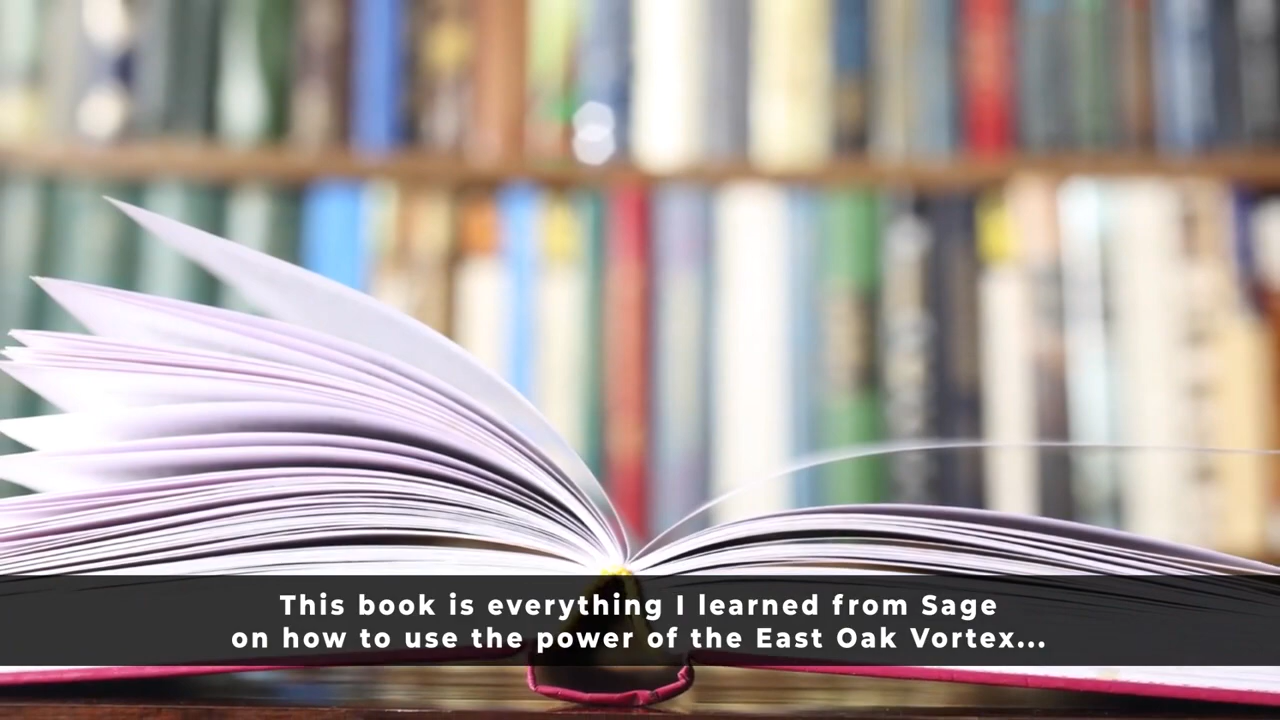 This book is everything I learned from Sage
on how to use the power of the East Oak Vortex...